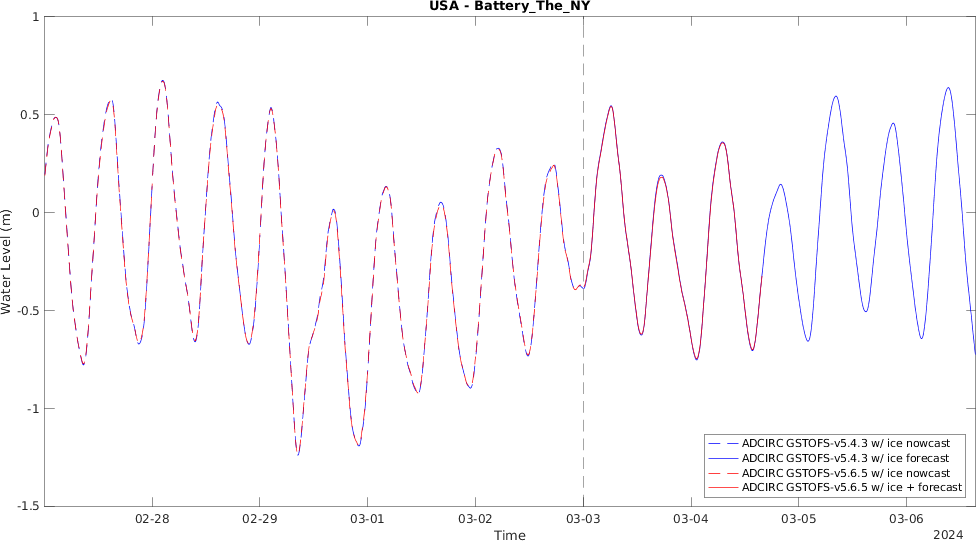 USA - Battery_The_NY
1
0.5
0
-0.5
-1
-1.5
Water Level (m)
02-28
02-29
03-01
03-02
03-03
03-04
03-05
03-06
Time
2024
ADCIRC GSTOFS-v5.4.3 w/ ice nowcast
ADCIRC GSTOFS-v5.4.3 w/ ice forecast
ADCIRC GSTOFS-v5.6.5 w/ ice nowcast
ADCIRC GSTOFS-v5.6.5 w/ ice + forecast